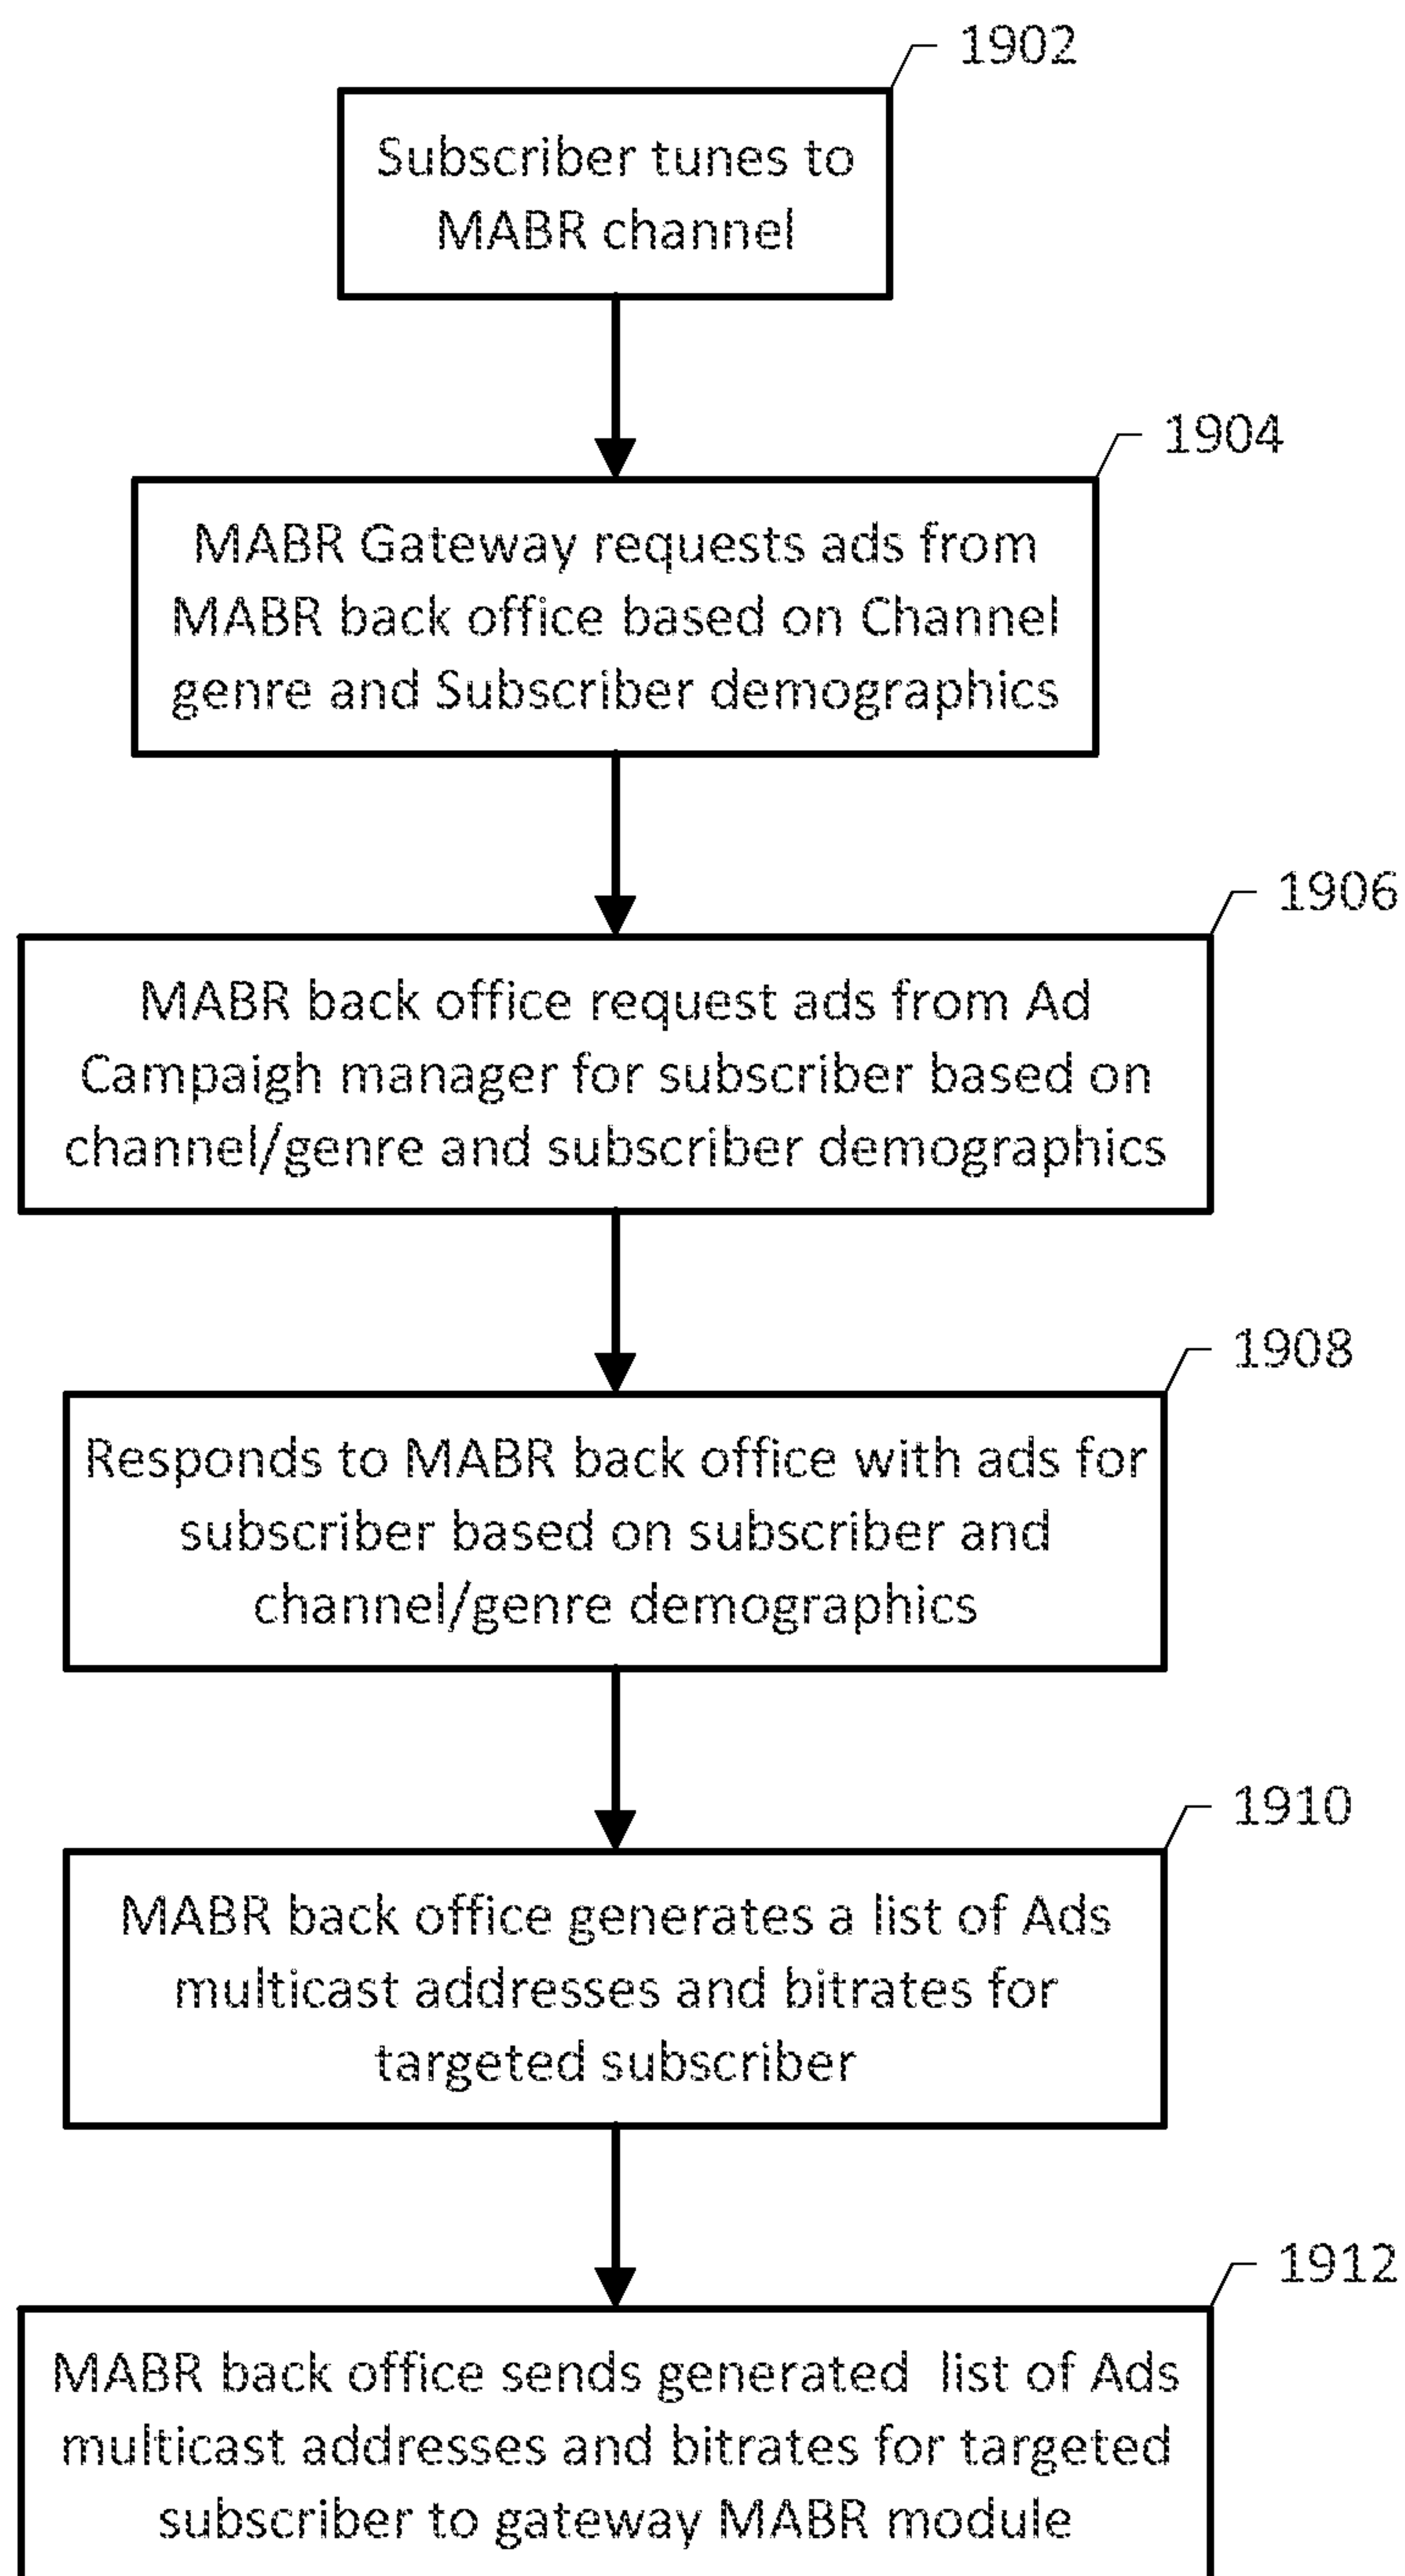 1902
Subscriber tunes to
MABR channel
1904
MABR Gateway requests ads from
MABR back office based on Channel
genre and Subscriber demographics
1906
MABR back office request ads from Ad
Campaigh manager for subscriber based on
channel/genre and subscriber demographics
1908
Responds to MABR back office with ads for
subscriber based on subscriber and
channel/genre demographics
1910
MABR back office generates a list of Ads
multicast addresses and bitrates for
targeted subscriber
1912
MABR back office sends generated list of Ads
multicast addresses and bitrates for targeted
subscriber to gateway MABR module